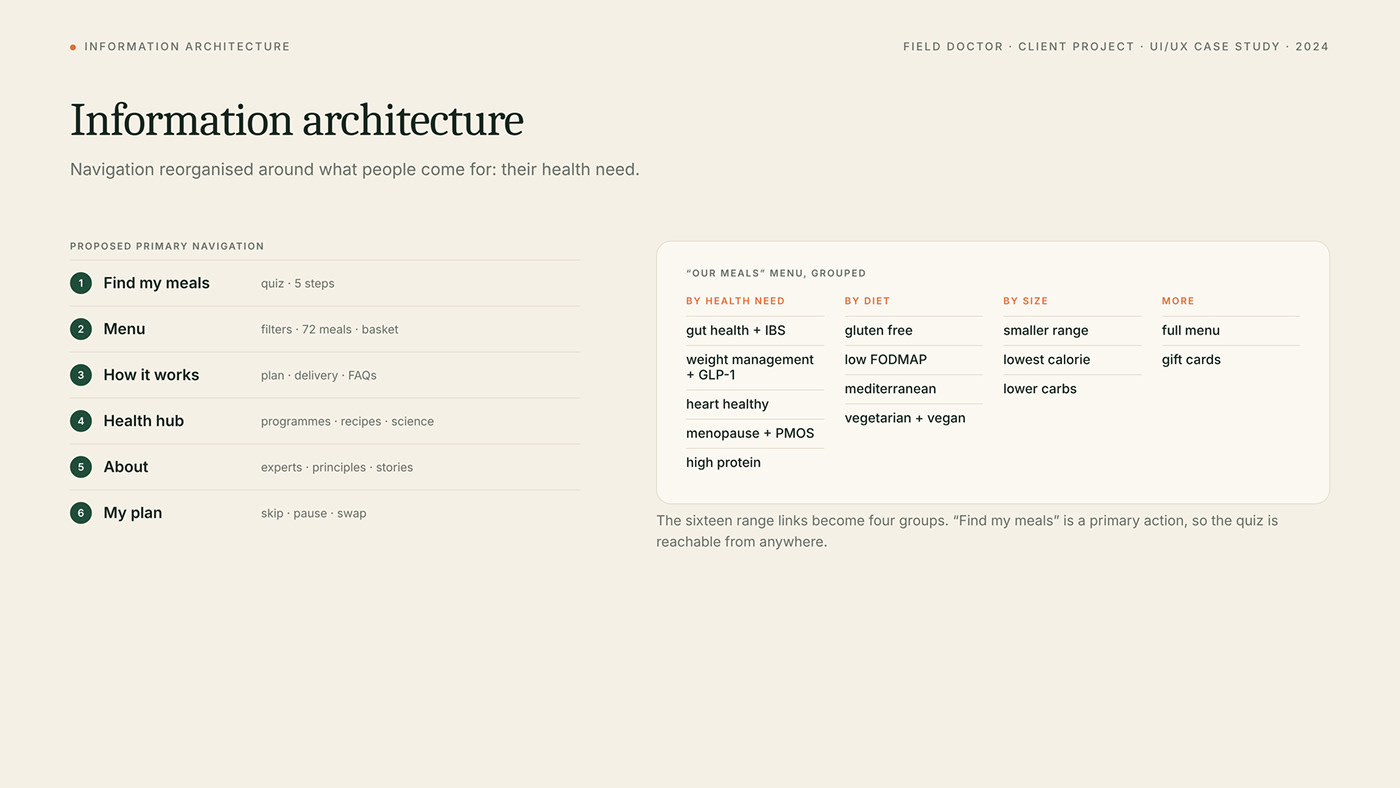 INFORMATION ARCHITECTURE
FIELD DOCTOR · CLIENT PROJECT · UI/UX CASE STUDY · 2024
Information architecture
Navigation reorganised around what people come for: their health need.
PROPOSED PRIMARY NAVIGATION
1 Find my meals quiz · 5 steps
2 Menu filters · 72 meals · basket
3 How it works plan · delivery · FAQs
4 Health hub programmes · recipes · science
5 About experts · principles · stories
6 My plan skip · pause · swap
“OUR MEALS” MENU, GROUPED
BY HEALTH NEED
gut health + IBS
weight management
+ GLP-1
heart healthy
menopause + PMOS
high protein
BY DIET
gluten free
low FODMAP
mediterranean
vegetarian + vegan
BY SIZE
smaller range
lowest calorie
lower carbs
MORE
full menu
gift cards
The sixteen range links become four groups. “Find my meals” is a primary action, so the quiz is
reachable from anywhere.